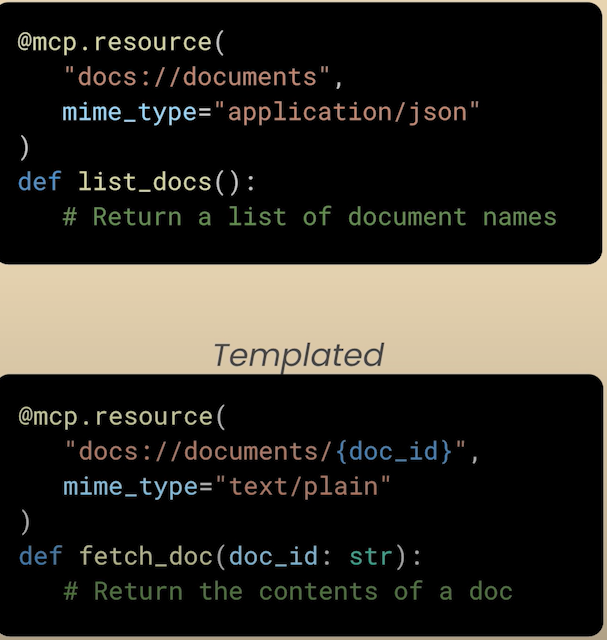 @mcp.resource(
"docs://documents",
mime_type="application/json"
)
def list_docs():
# Return a list of document names
Templated
@mcp.resource(
"docs://documents/{doc_id}",
mime_type="text/plain"
)
def fetch_doc(doc_id: str):
# Return the contents of a doc